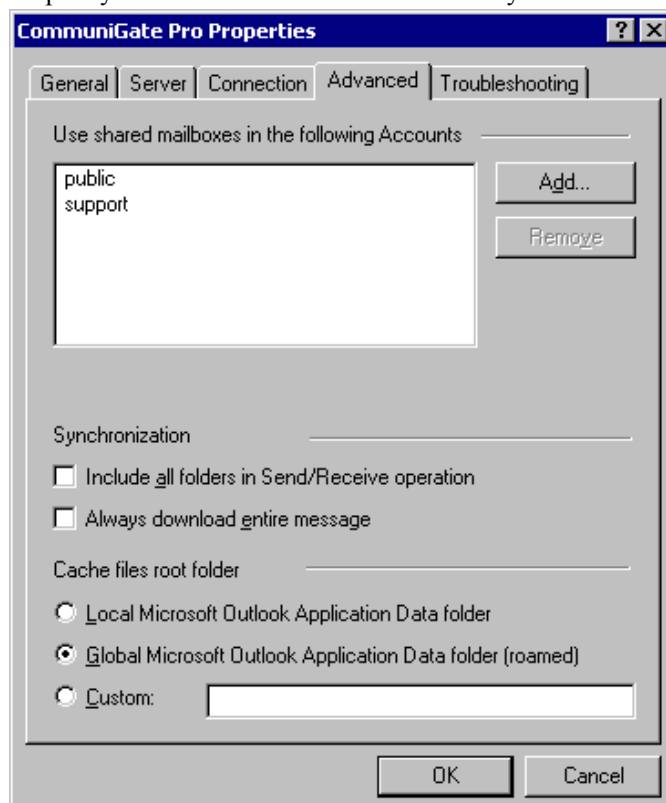 CommuniGate Pro Properties
General Server Connection Advanced Troubleshooting
Use shared mailboxes in the following Accounts
public
support
Add...
Remove
Synchronization
Include all folders in Send/Receive operation
Always download entire message
Cache files root folder
Local Microsoft Outlook Application Data folder
Global Microsoft Outlook Application Data folder (roamed)
Custom:
OK Cancel